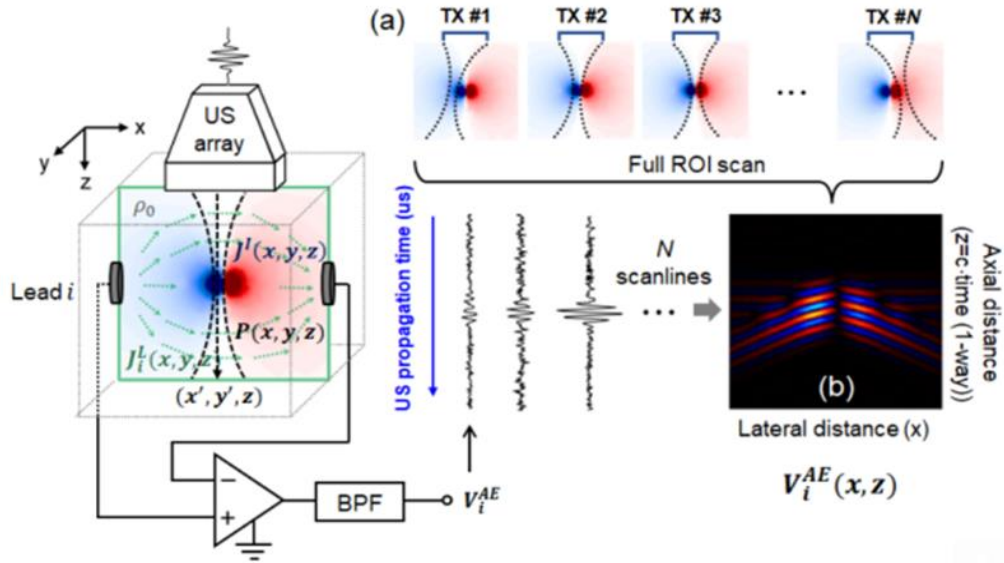 (a)
TX #1
TX #2
TX #3
TX #N
...
US
array
x
y
z
Full ROI scan
ρ₀
J^I(x,y,z)
Lead i
P(x,y,z)
J_i^L(x,y,z
(x′,y′,z)
US propagation time (us)
N
scanlines
...
(b)
Axial distance
(z=c·time (1-way))
Lateral distance (x)
V_i^AE(x,z)
−
+
BPF
V_i^AE